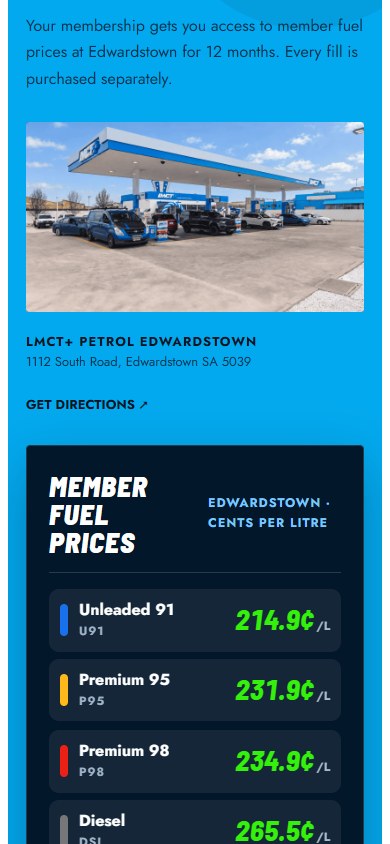 Your membership gets you access to member fuel
prices at Edwardstown for 12 months. Every fill is
purchased separately.
LMCT+ PETROL EDWARDSTOWN
1112 South Road, Edwardstown SA 5039
GET DIRECTIONS ↗
MEMBER
FUEL
PRICES
EDWARDSTOWN ·
CENTS PER LITRE
Unleaded 91
U91
214.9¢/L
Premium 95
P95
231.9¢/L
Premium 98
P98
234.9¢/L
Diesel
DSL
265.5¢/L